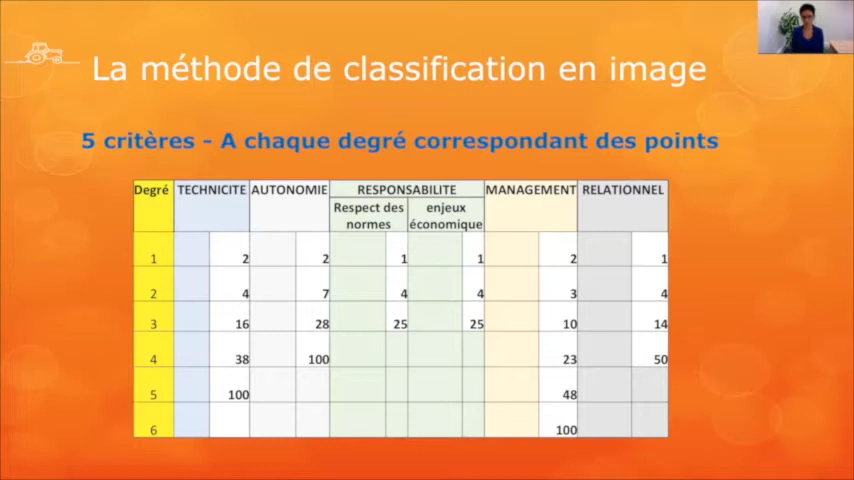 La méthode de classification en image
5 critères - A chaque degré correspondant des points
Degré TECHNICITE AUTONOMIE RESPONSABILITE MANAGEMENT RELATIONNEL
Respect des normes enjeux économique
1 2 2 1 1 2 1
2 4 7 4 4 3 4
3 16 28 25 25 10 14
4 38 100 23 50
5 100 48
6 100